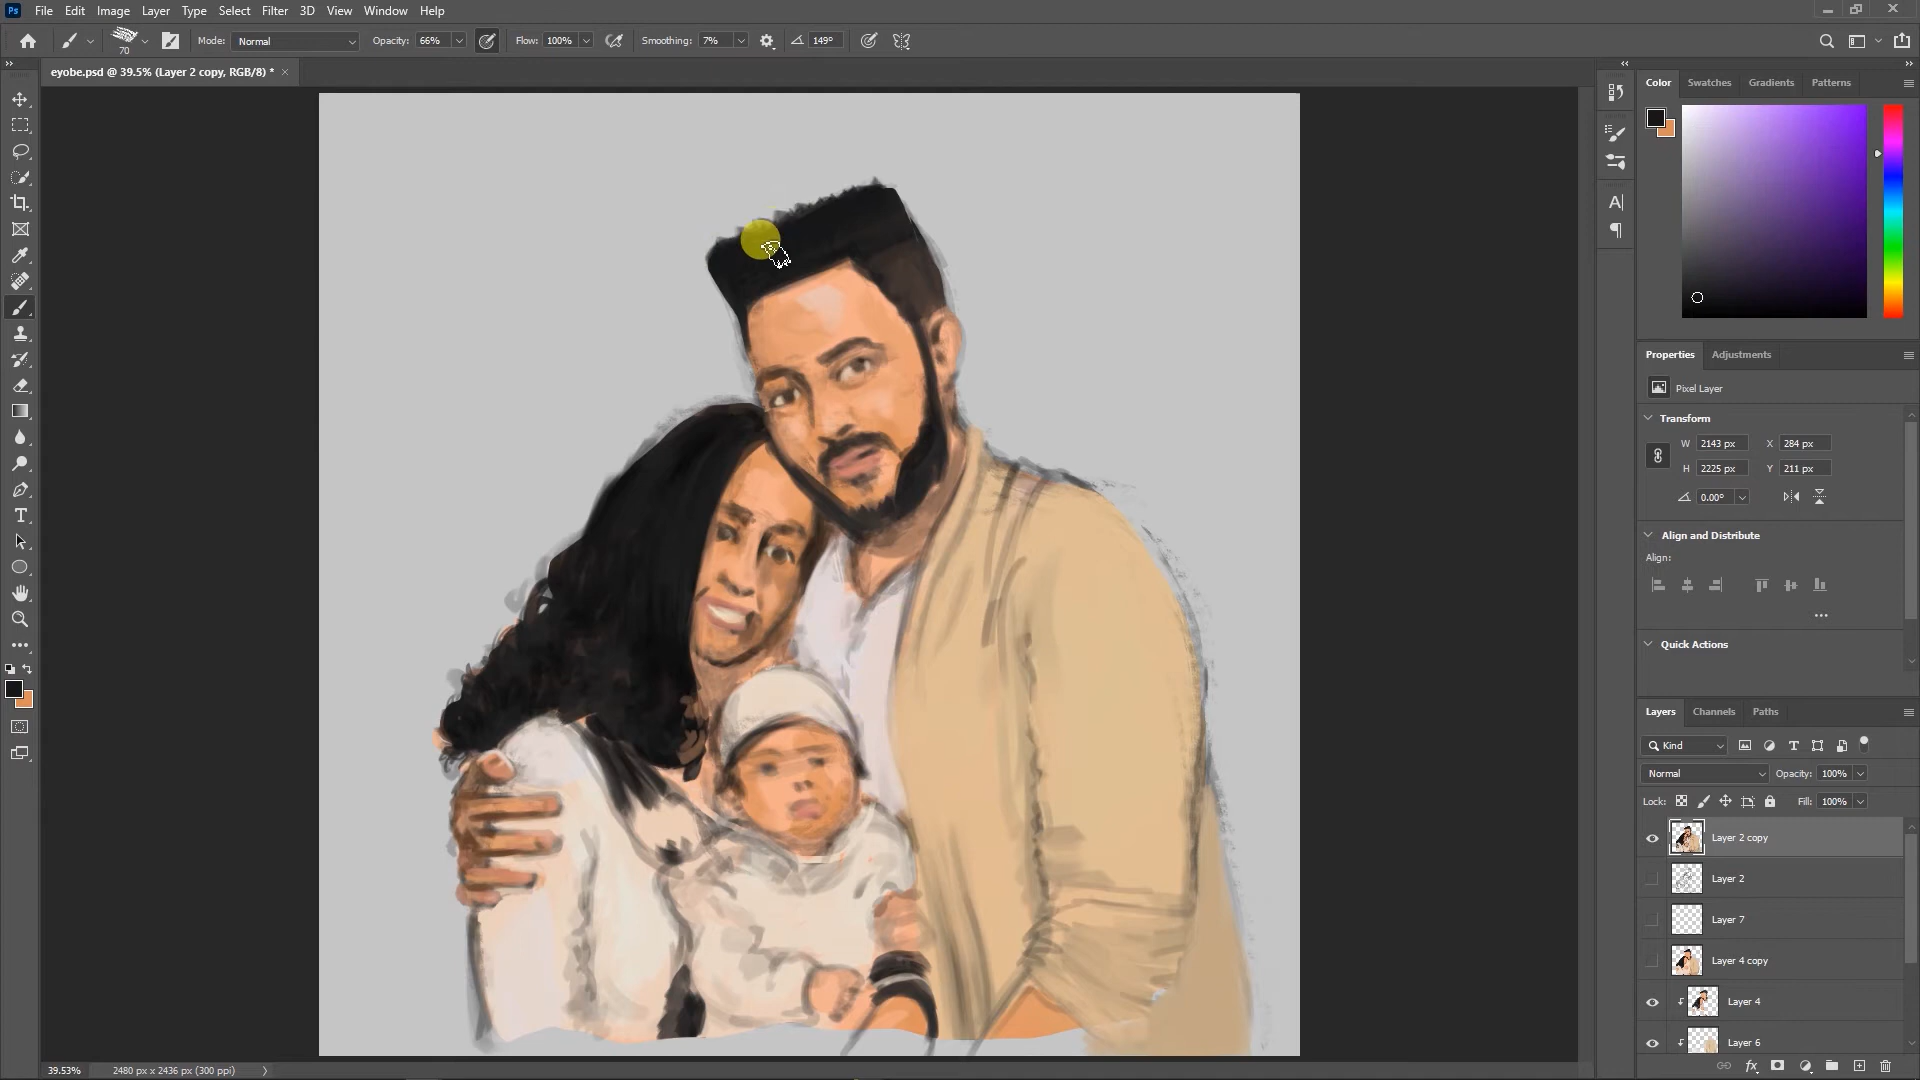 Ps File Edit Image Layer Type Select Filter 3D View Window Help
70 Mode: Normal Opacity: 66% Flow: 100% Smoothing: 7% 149°
eyobe.psd @ 39.5% (Layer 2 copy, RGB/8) * ×
Color Swatches Gradients Patterns
Properties Adjustments
Pixel Layer
Transform
W 2143 px X 284 px
H 2225 px Y 211 px
0.00°
Align and Distribute
Align:
Quick Actions
Layers Channels Paths
Kind
Normal Opacity: 100%
Lock: Fill: 100%
Layer 2 copy
Layer 2
Layer 7
Layer 4 copy
Layer 4
Layer 6
fx
39.53% 2480 px x 2436 px (300 ppi)